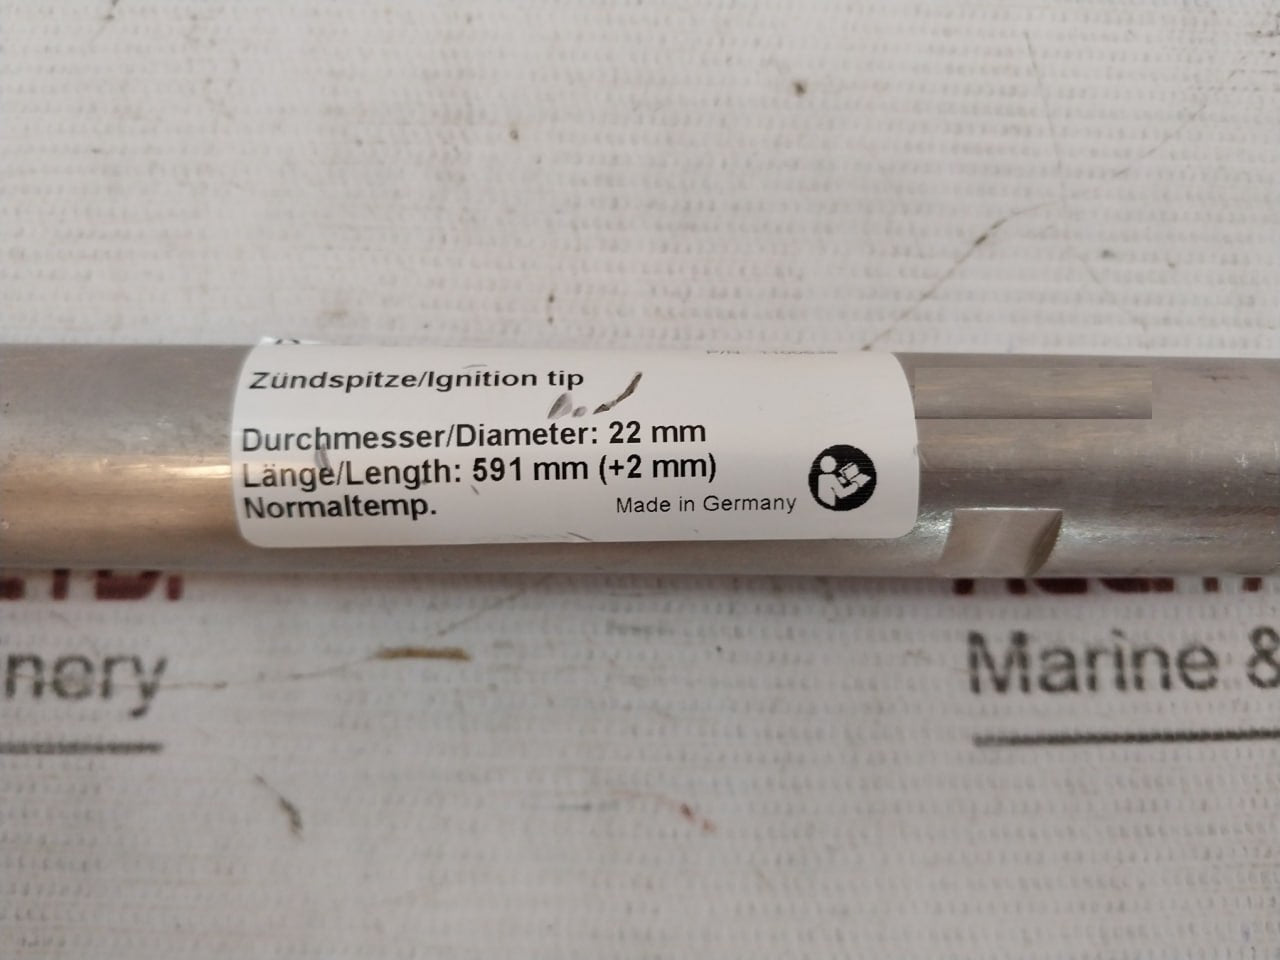 P/N
Zündspitze/Ignition tip
Durchmesser/Diameter: 22 mm
Länge/Length: 591 mm (+2 mm)
Normaltemp.
Made in Germany
nery
Marine &